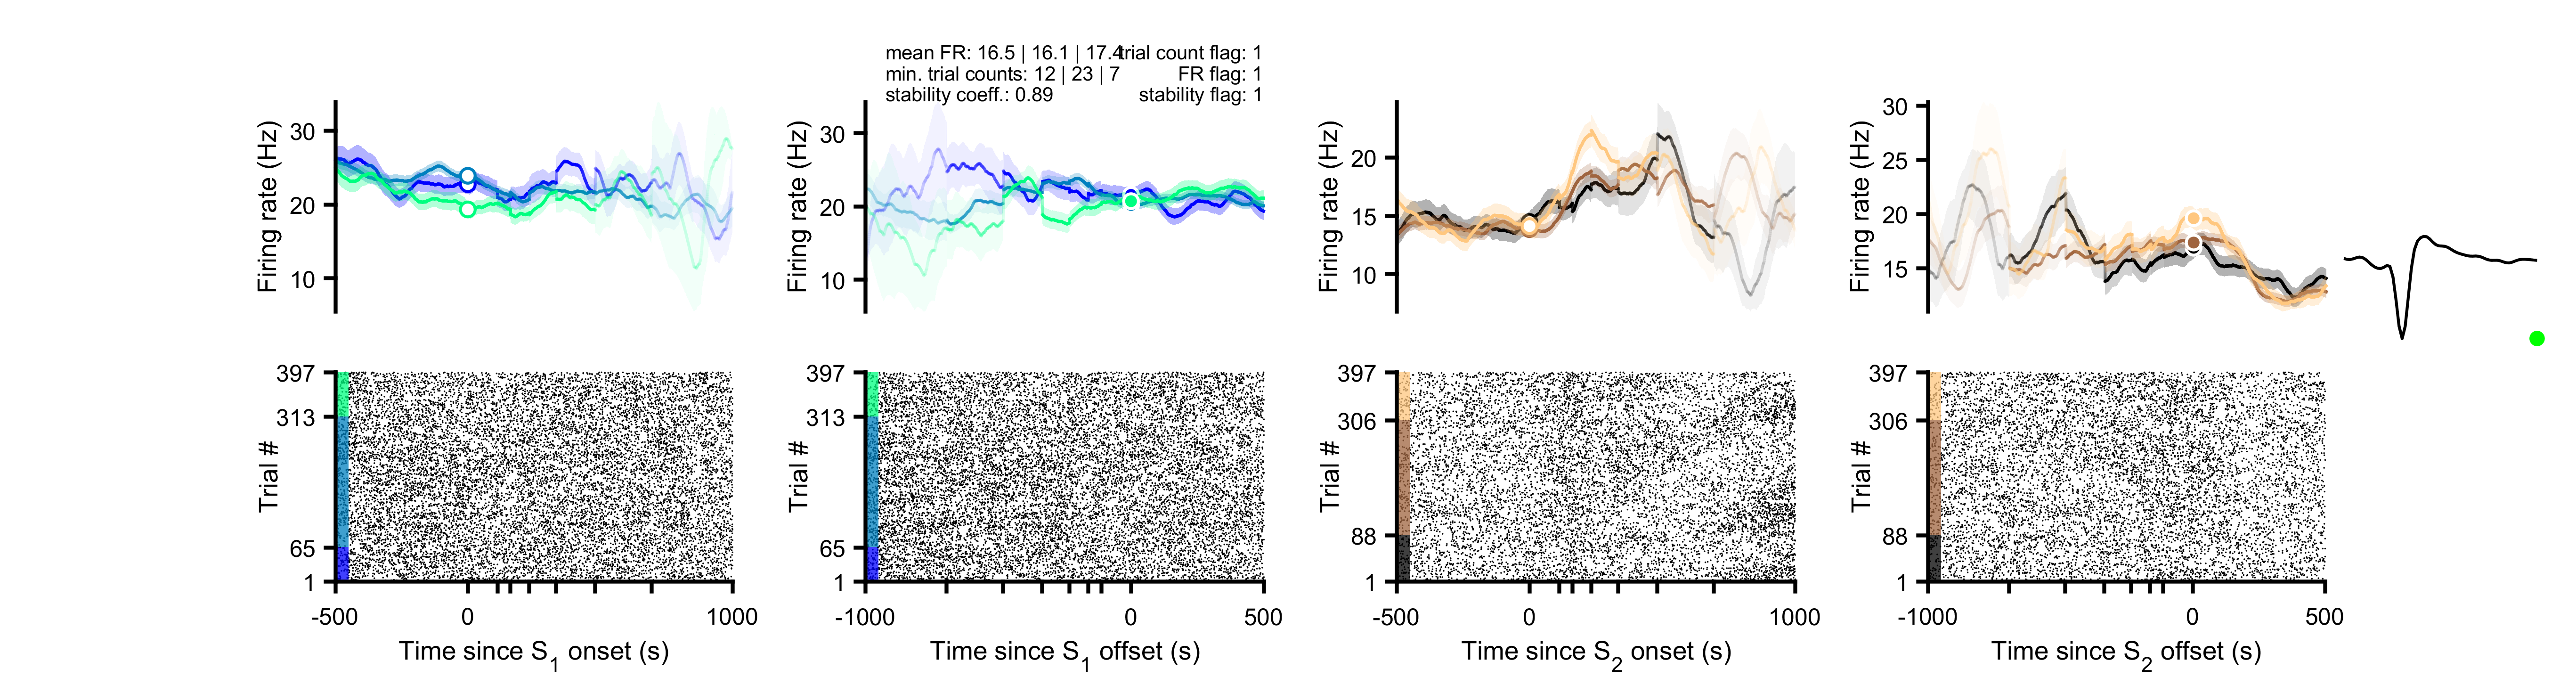 mean FR: 16.5 | 16.1 | 17.4
trial count flag: 1
min. trial counts: 12 | 23 | 7
FR flag: 1
stability coeff.: 0.89
stability flag: 1
Firing rate (Hz)
30
20
10
Firing rate (Hz)
30
20
10
Firing rate (Hz)
20
15
10
Firing rate (Hz)
30
25
20
15
Trial #
397
313
65
1
-500
0
1000
Time since S1 onset (s)
Trial #
397
313
65
1
-1000
0
500
Time since S1 offset (s)
Trial #
397
306
88
1
-500
0
1000
Time since S2 onset (s)
Trial #
397
306
88
1
-1000
0
500
Time since S2 offset (s)